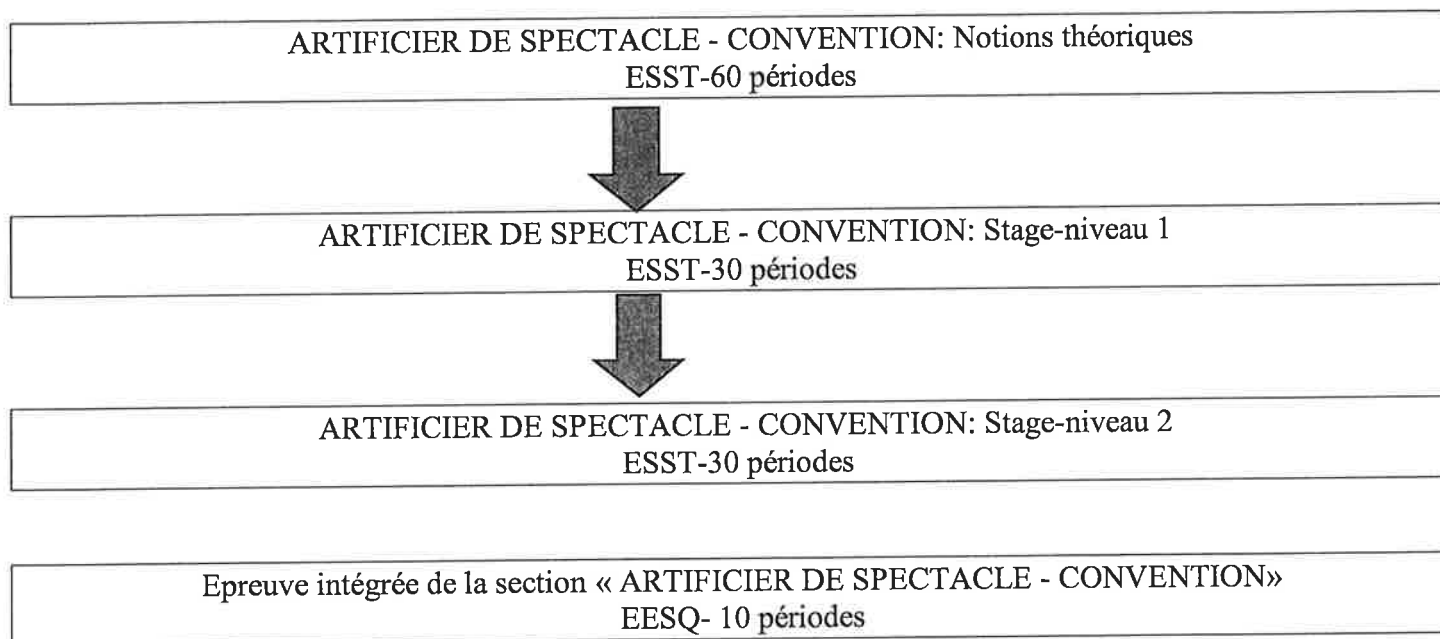 ARTIFICIER DE SPECTACLE - CONVENTION: Notions théoriques
ESST-60 périodes
ARTIFICIER DE SPECTACLE - CONVENTION: Stage-niveau 1
ESST-30 périodes
ARTIFICIER DE SPECTACLE - CONVENTION: Stage-niveau 2
ESST-30 périodes
Epreuve intégrée de la section « ARTIFICIER DE SPECTACLE - CONVENTION»
EESQ- 10 périodes